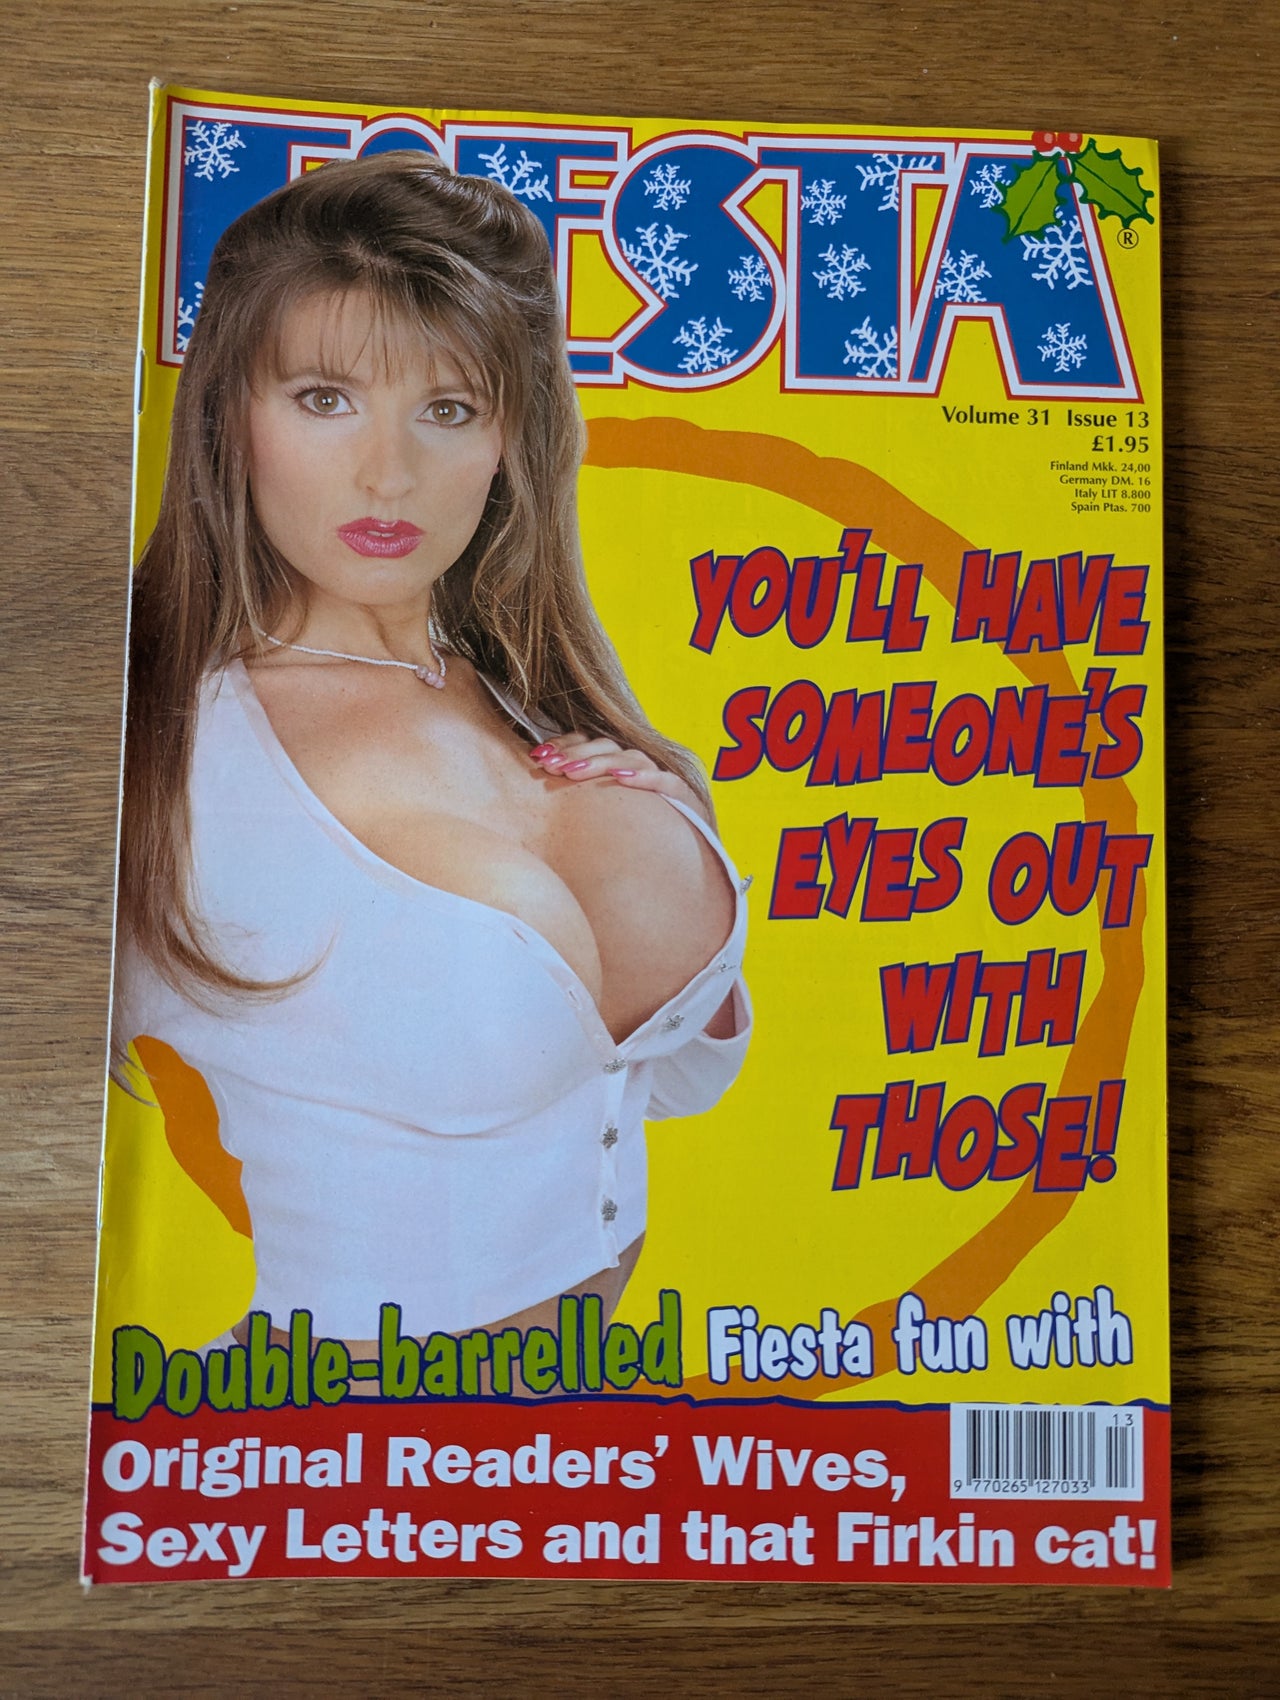 FIESTA
®
Volume 31 Issue 13
£1.95
Finland Mkk. 24,00
Germany DM. 16
Italy LIT 8.800
Spain Ptas. 700
YOU'LL HAVE
SOMEONE'S
EYES OUT
WITH
THOSE!
Double-barrelled Fiesta fun with
Original Readers' Wives,
Sexy Letters and that Firkin cat!
13
9 770265 127033